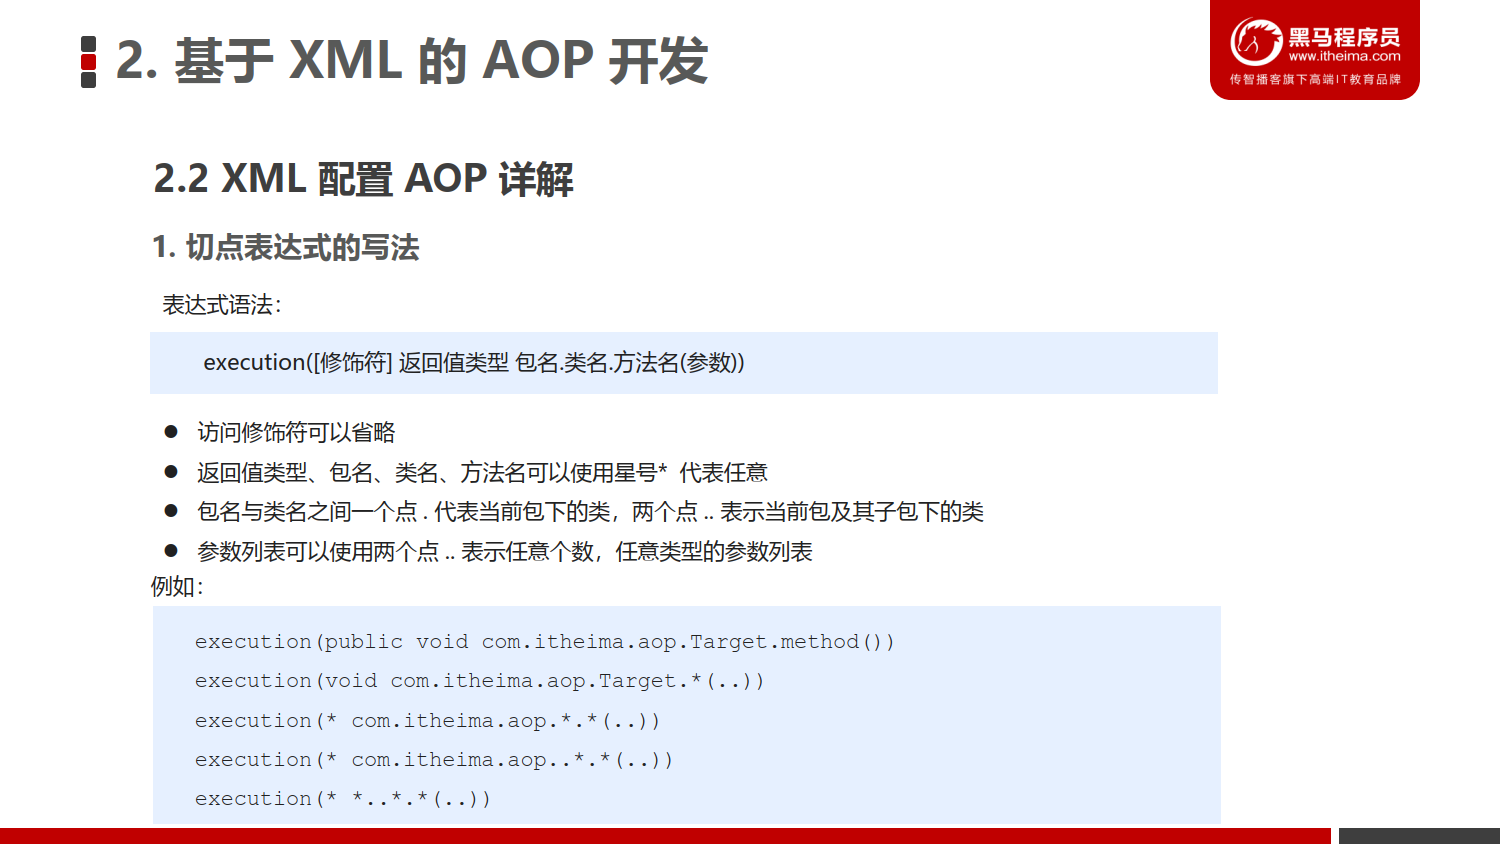 2. 基于 XML 的 AOP 开发
黑马程序员
www.itheima.com
传智播客旗下高端IT教育品牌
2.2 XML 配置 AOP 详解
1. 切点表达式的写法
表达式语法：
execution([修饰符] 返回值类型 包名.类名.方法名(参数))
● 访问修饰符可以省略
● 返回值类型、包名、类名、方法名可以使用星号* 代表任意
● 包名与类名之间一个点 . 代表当前包下的类，两个点 .. 表示当前包及其子包下的类
● 参数列表可以使用两个点 .. 表示任意个数，任意类型的参数列表
例如：
execution(public void com.itheima.aop.Target.method())
execution(void com.itheima.aop.Target.*(..))
execution(* com.itheima.aop.*.*(..))
execution(* com.itheima.aop..*.*(..))
execution(* *..*.*(..))